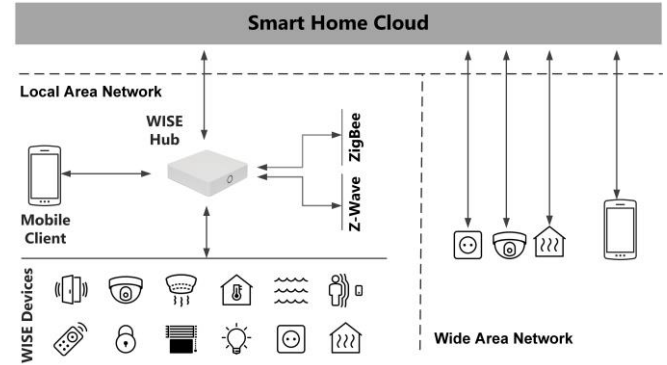 Smart Home Cloud
Local Area Network
WISE
Hub
ZigBee
Z-Wave
Mobile
Client
WISE Devices
Wide Area Network